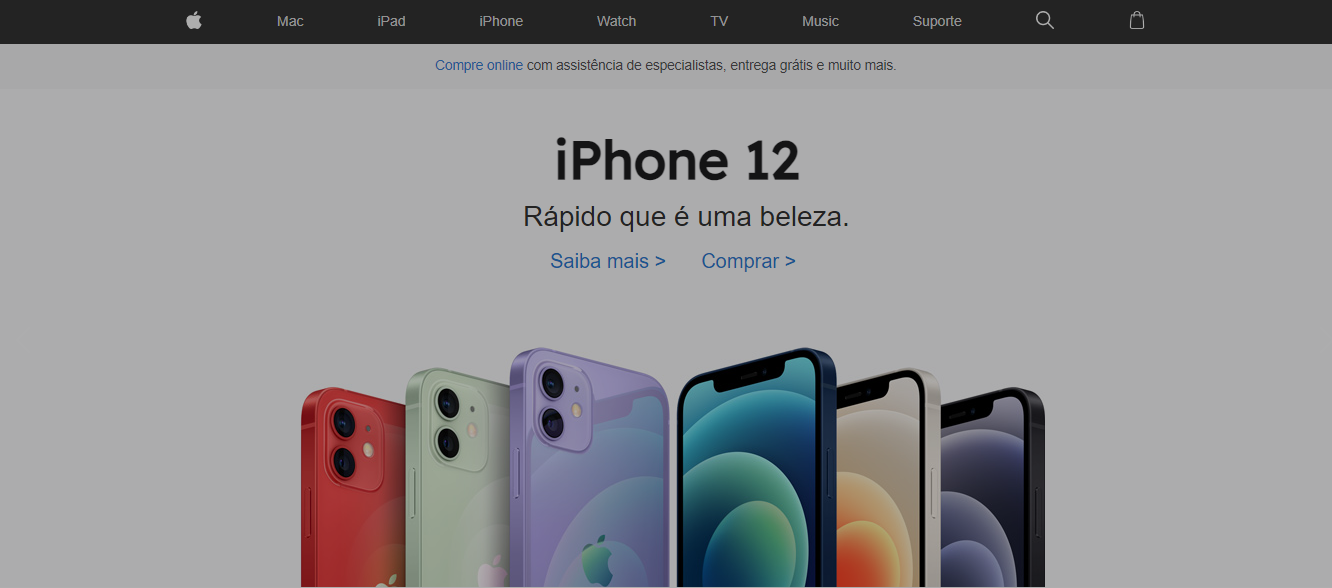 Mac iPad iPhone Watch TV Music Suporte
Compre online com assistência de especialistas, entrega grátis e muito mais.
iPhone 12
Rápido que é uma beleza.
Saiba mais > Comprar >